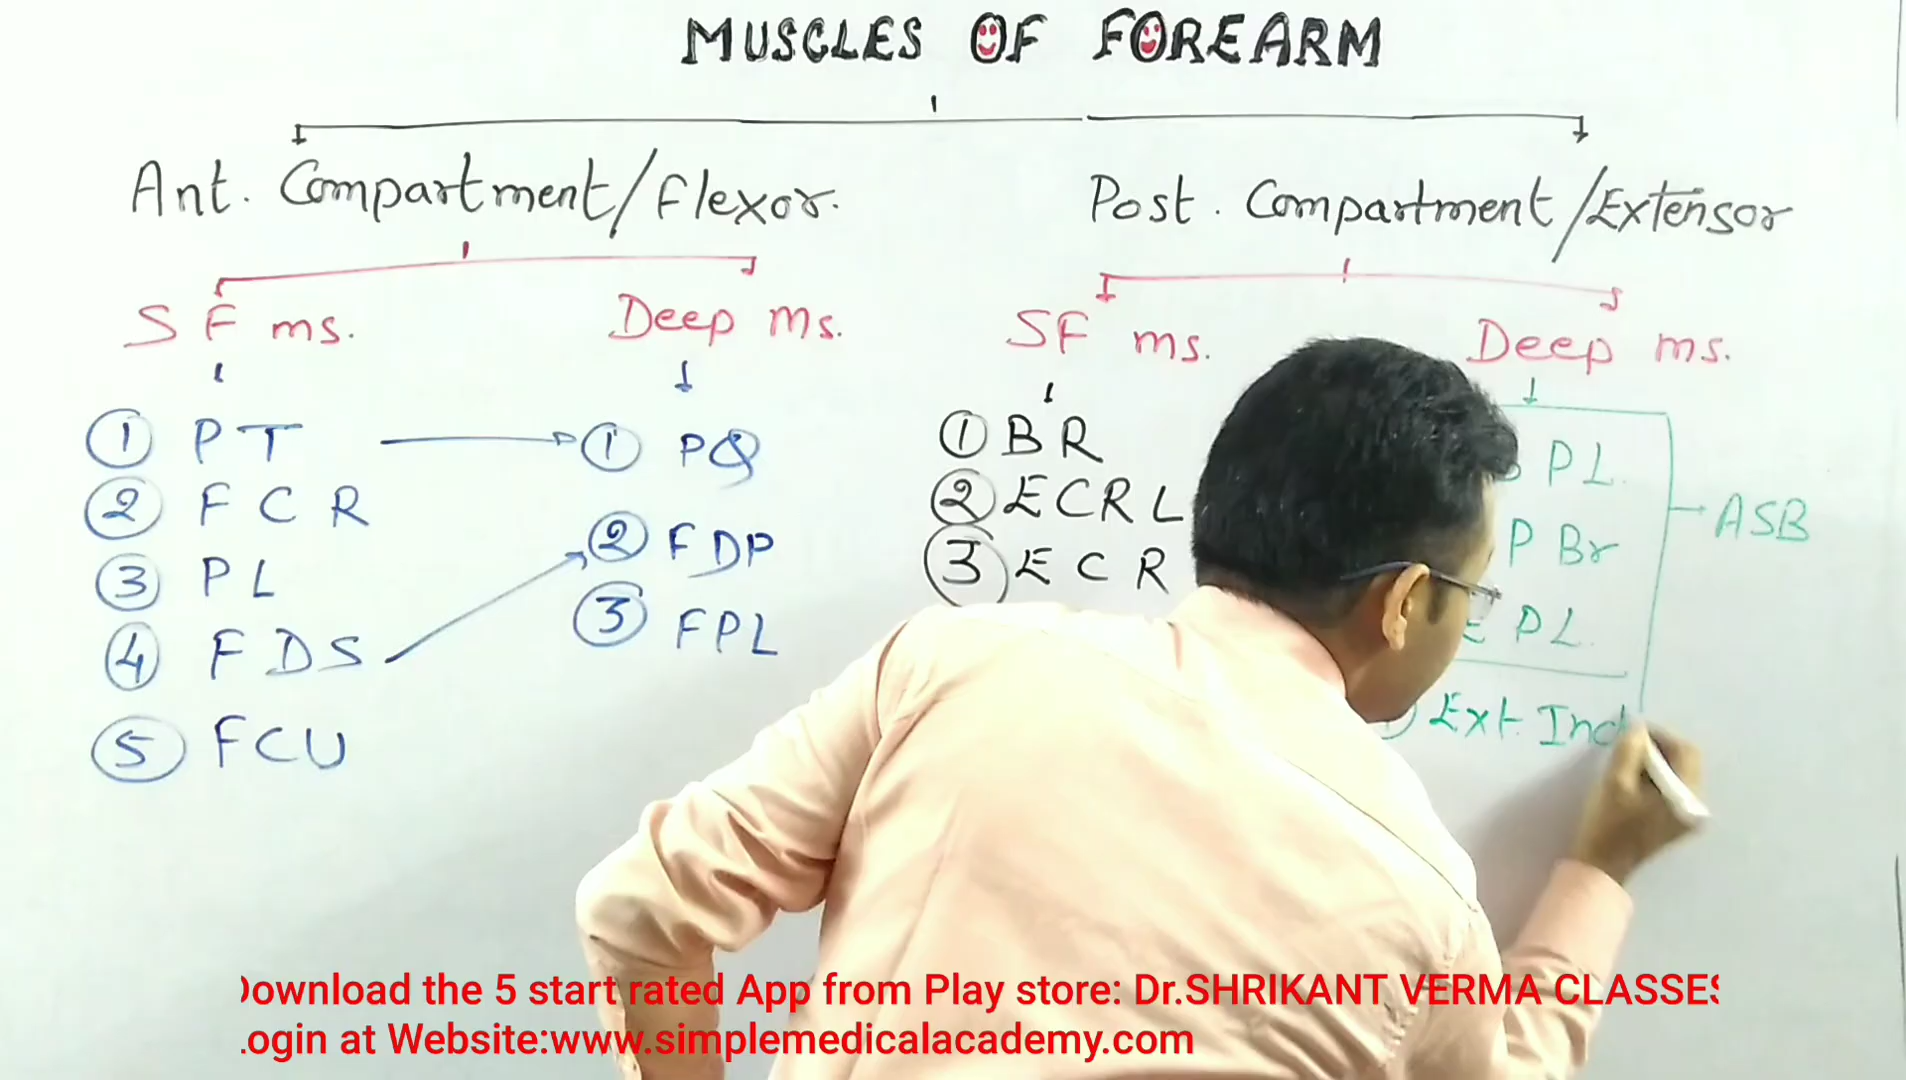 MUSCLES OF FOREARM
Ant. Compartment/Flexor.
SF ms.
Deep ms.
① PT
② FCR
③ PL
④ FDS
⑤ FCU
① PQ
② FDP
③ FPL
Post. Compartment/Extensor
SF ms.
Deep ms.
① BR
② ECRL
③ ECR
PL.
P Br
E PL.
Ext. Ind
ASB
Download the 5 start rated App from Play store: Dr.SHRIKANT VERMA CLASSES
Login at Website:www.simplemedicalacademy.com